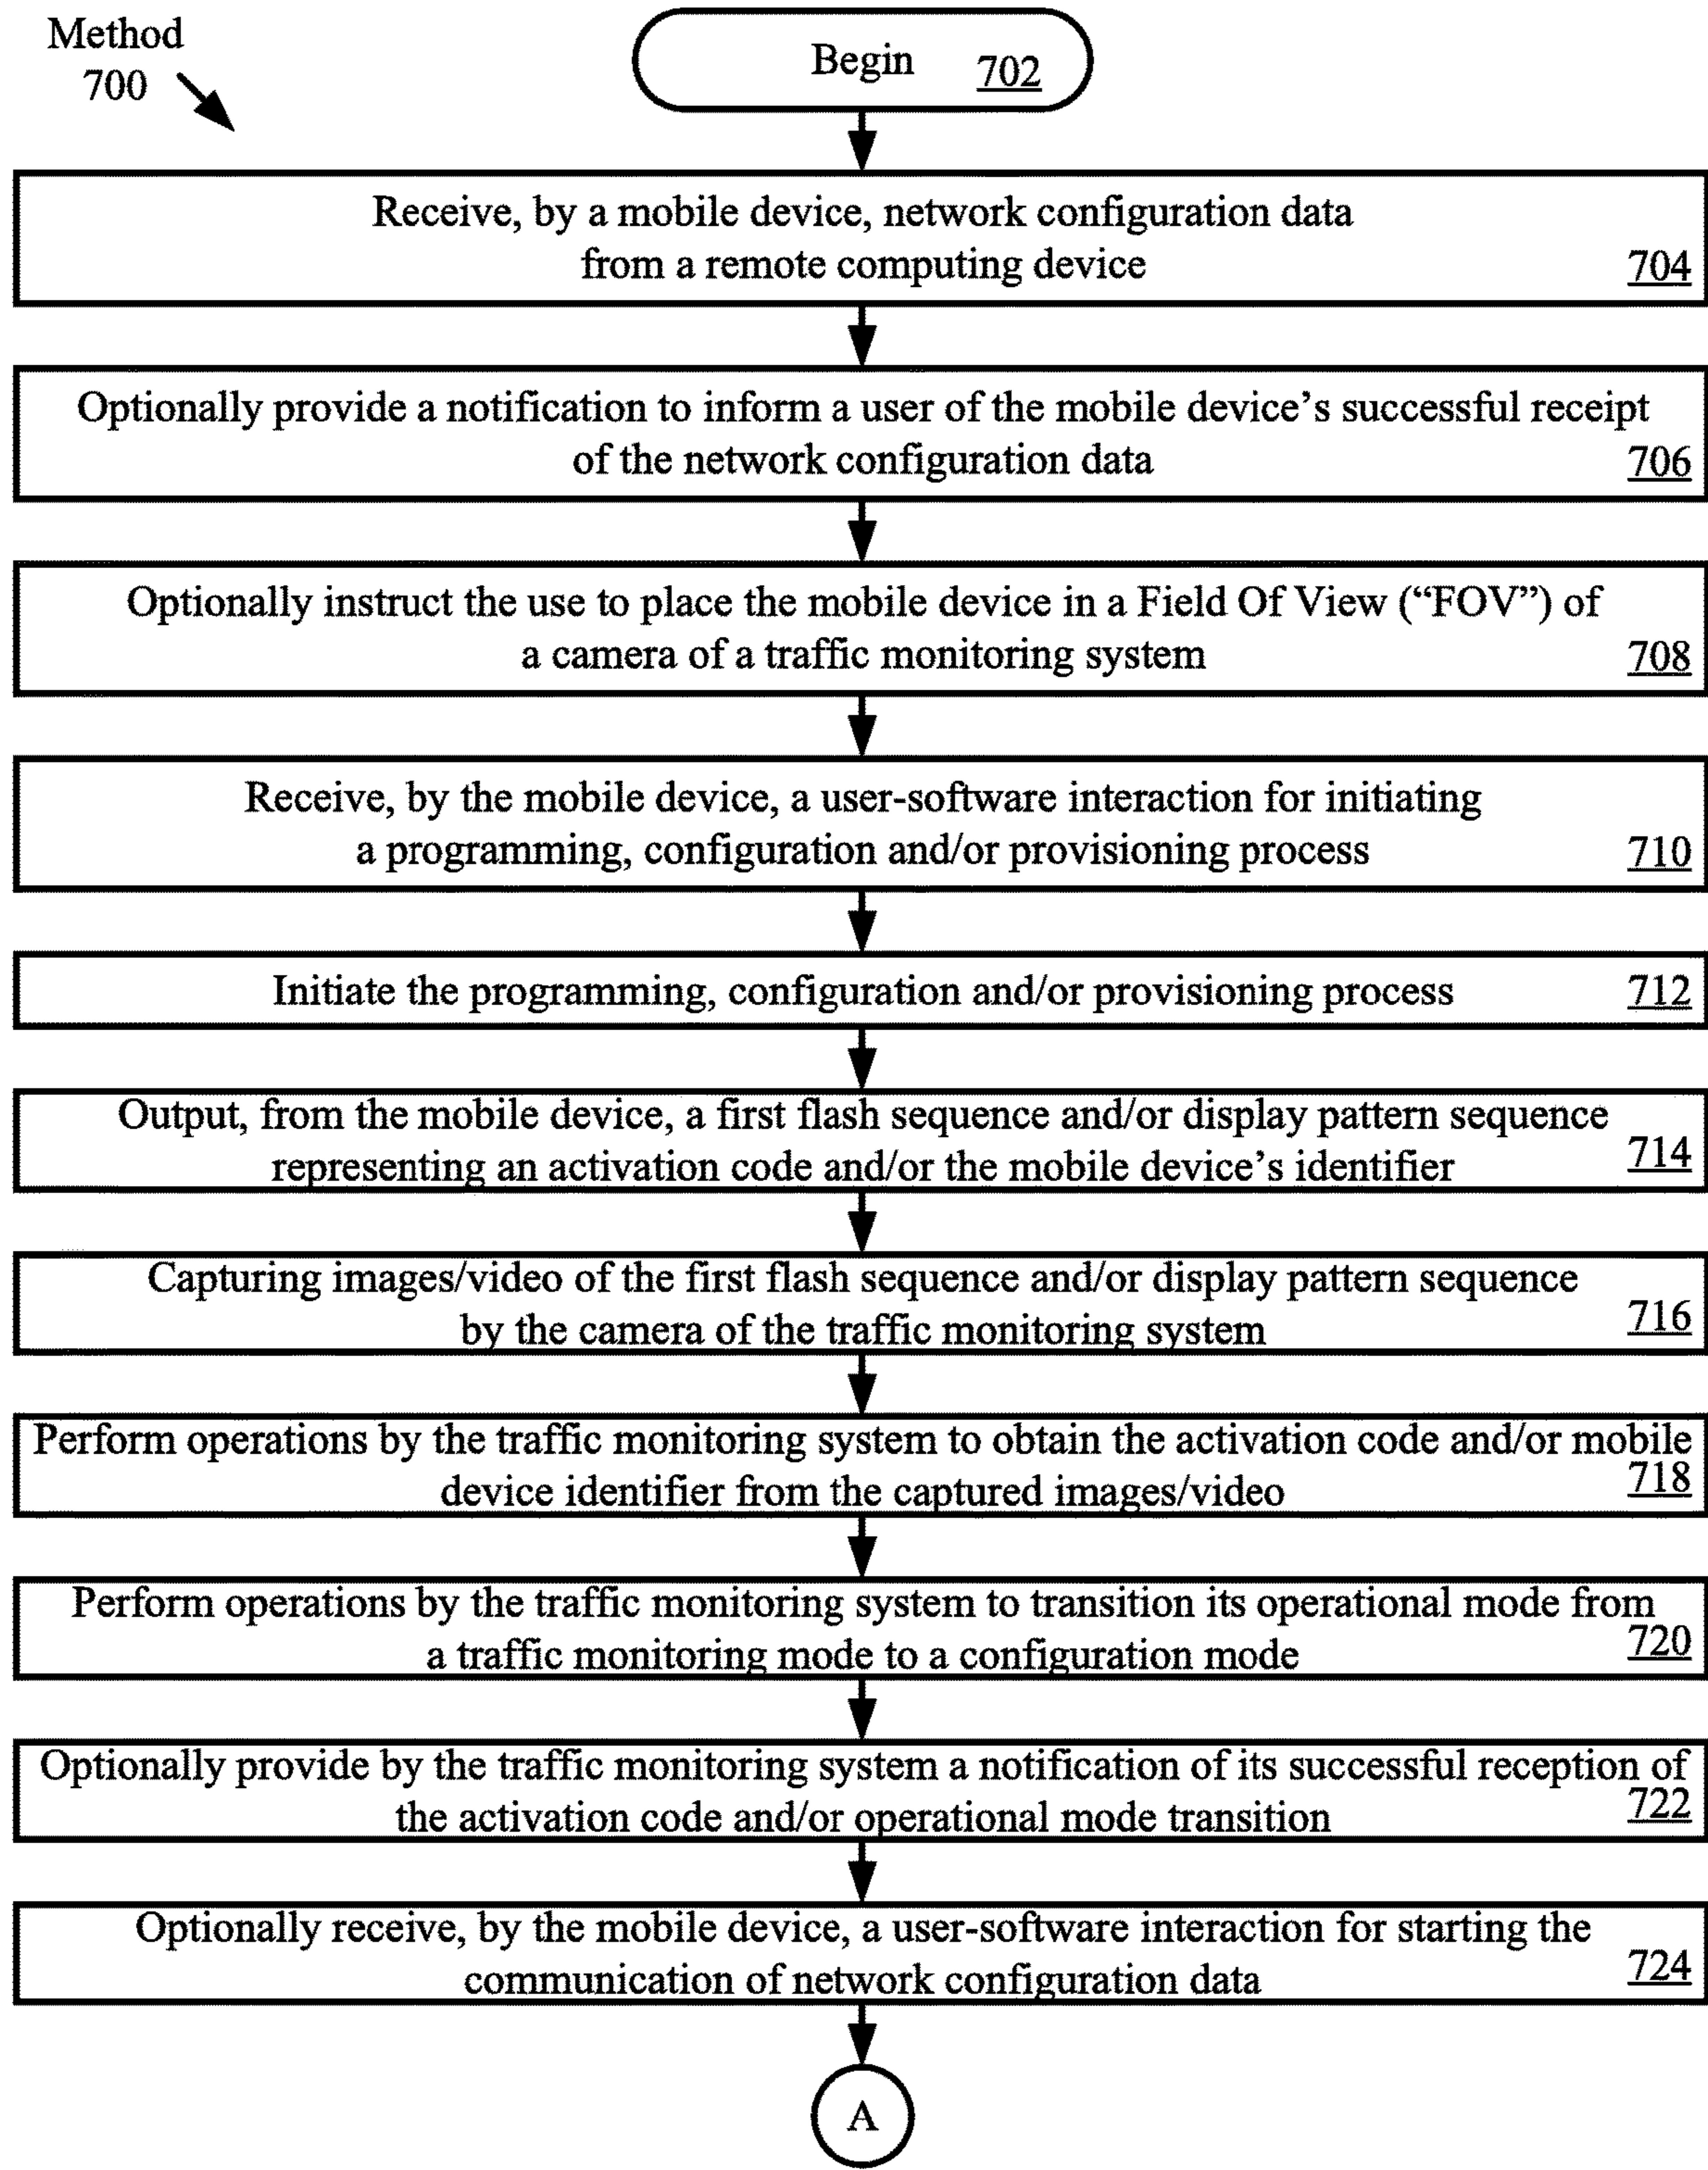 Method
700
Begin 702
Receive, by a mobile device, network configuration data
from a remote computing device 704
Optionally provide a notification to inform a user of the mobile device’s successful receipt
of the network configuration data 706
Optionally instruct the use to place the mobile device in a Field Of View (“FOV”) of
a camera of a traffic monitoring system 708
Receive, by the mobile device, a user-software interaction for initiating
a programming, configuration and/or provisioning process 710
Initiate the programming, configuration and/or provisioning process 712
Output, from the mobile device, a first flash sequence and/or display pattern sequence
representing an activation code and/or the mobile device’s identifier 714
Capturing images/video of the first flash sequence and/or display pattern sequence
by the camera of the traffic monitoring system 716
Perform operations by the traffic monitoring system to obtain the activation code and/or mobile
device identifier from the captured images/video 718
Perform operations by the traffic monitoring system to transition its operational mode from
a traffic monitoring mode to a configuration mode 720
Optionally provide by the traffic monitoring system a notification of its successful reception of
the activation code and/or operational mode transition 722
Optionally receive, by the mobile device, a user-software interaction for starting the
communication of network configuration data 724
A